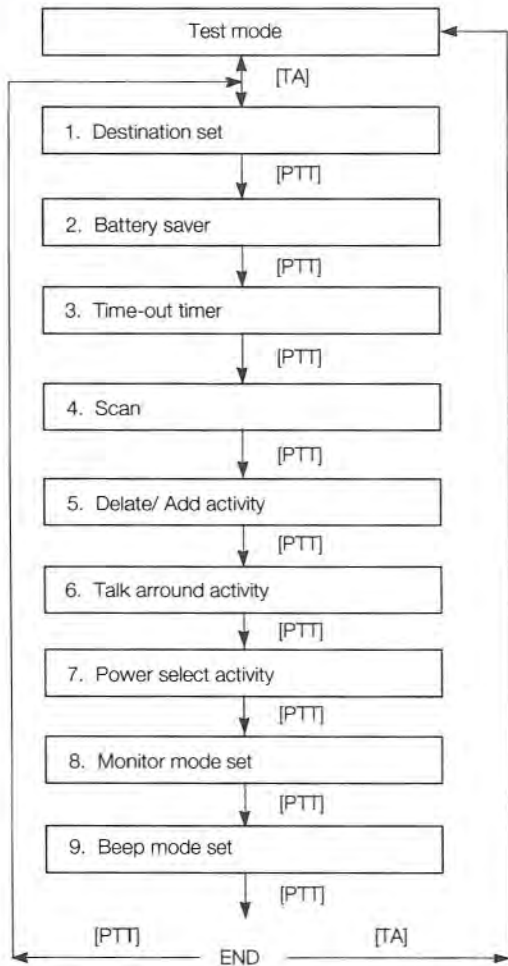 Test mode
[TA]
1. Destination set
[PTT]
2. Battery saver
[PTT]
3. Time-out timer
[PTT]
4. Scan
[PTT]
5. Delate/ Add activity
[PTT]
6. Talk arround activity
[PTT]
7. Power select activity
[PTT]
8. Monitor mode set
[PTT]
9. Beep mode set
[PTT]
[PTT] [TA]
END